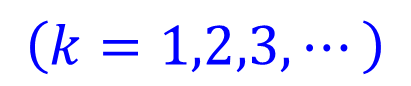 (k = 1,2,3, ⋯ )